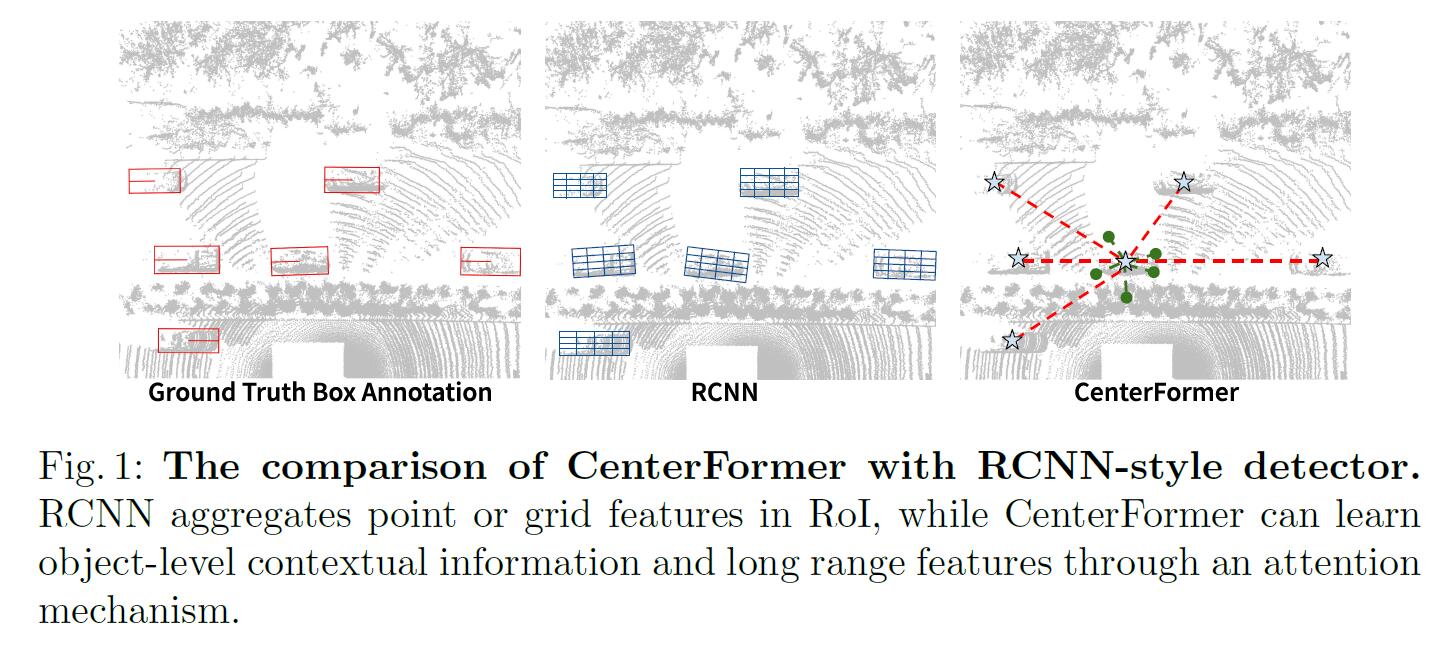 Ground Truth Box Annotation
RCNN
CenterFormer
Fig. 1: The comparison of CenterFormer with RCNN-style detector.
RCNN aggregates point or grid features in RoI, while CenterFormer can learn
object-level contextual information and long range features through an attention
mechanism.